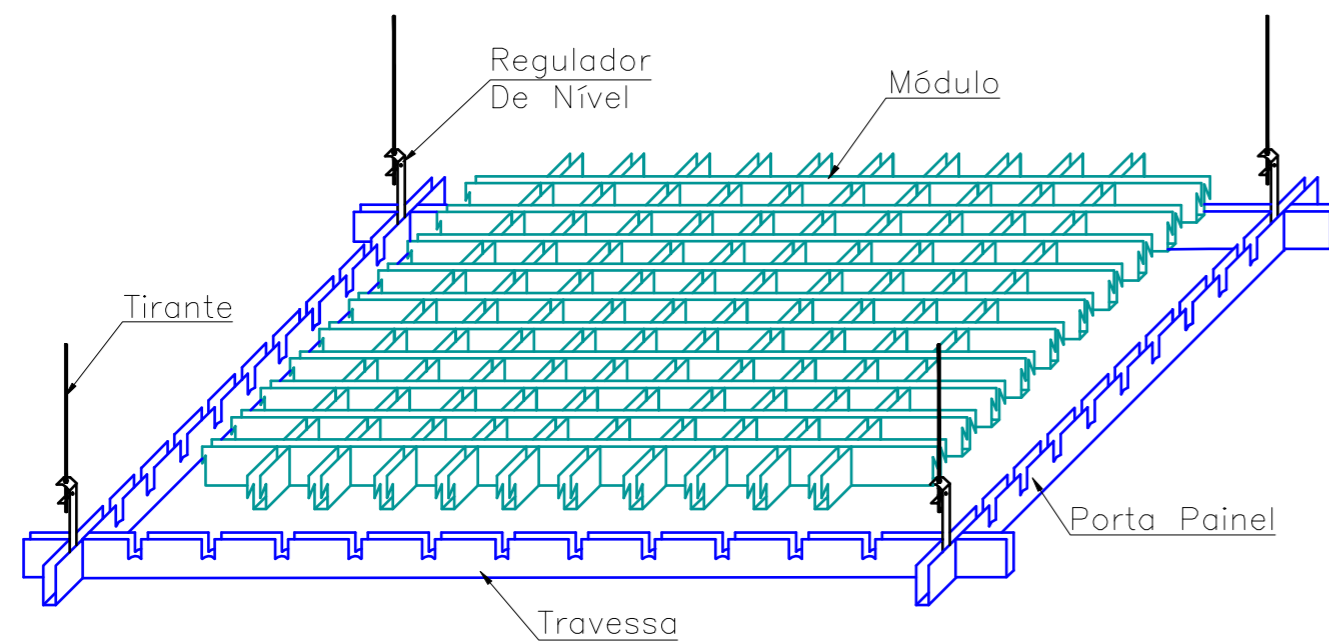 Regulador
De Nível
Módulo
Tirante
Porta Painel
Travessa